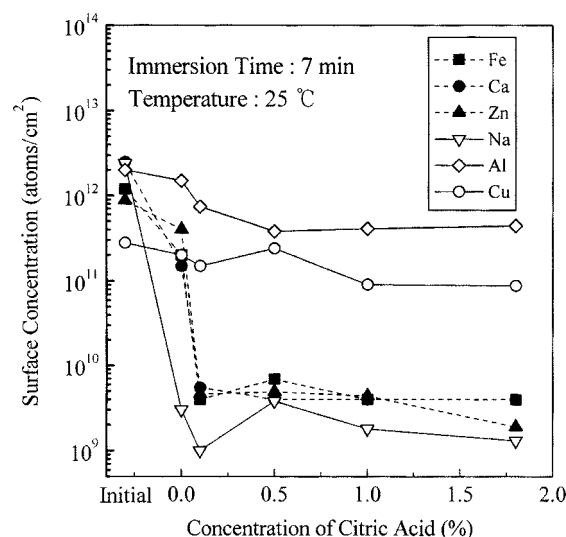 10^14
10^13
10^12
10^11
10^10
10^9
Surface Concentration (atoms/cm²)
Immersion Time : 7 min
Temperature : 25 ℃
Fe
Ca
Zn
Na
Al
Cu
Initial 0.0 0.5 1.0 1.5 2.0
Concentration of Citric Acid (%)